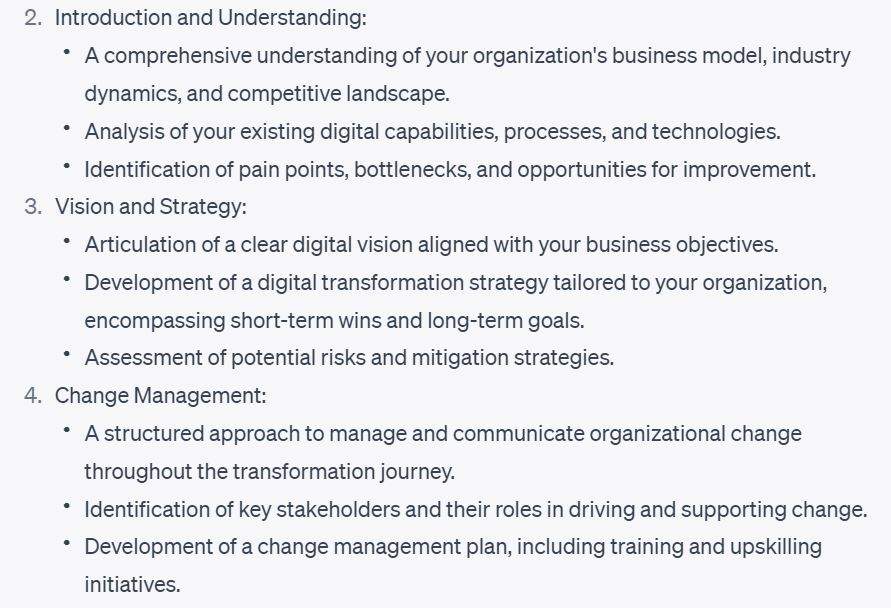 2. Introduction and Understanding:
• A comprehensive understanding of your organization's business model, industry
dynamics, and competitive landscape.
• Analysis of your existing digital capabilities, processes, and technologies.
• Identification of pain points, bottlenecks, and opportunities for improvement.
3. Vision and Strategy:
• Articulation of a clear digital vision aligned with your business objectives.
• Development of a digital transformation strategy tailored to your organization,
encompassing short-term wins and long-term goals.
• Assessment of potential risks and mitigation strategies.
4. Change Management:
• A structured approach to manage and communicate organizational change
throughout the transformation journey.
• Identification of key stakeholders and their roles in driving and supporting change.
• Development of a change management plan, including training and upskilling
initiatives.